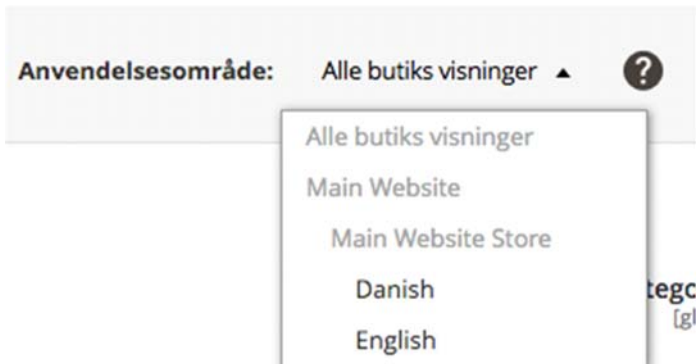 Anvendelsesområde: Alle butiks visninger ▲ ?
Alle butiks visninger
Main Website
Main Website Store
Danish
English